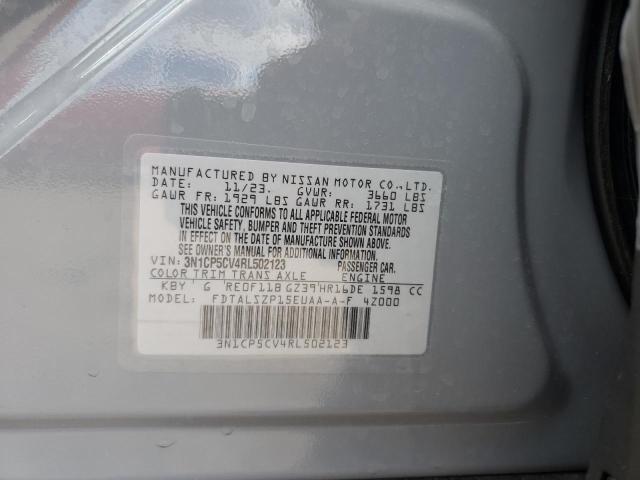 MANUFACTURED BY NISSAN MOTOR CO.,LTD.
DATE: 11/23. GVWR: 3660 LBS
GAWR FR: 1929 LBS GAWR RR: 1731 LBS
THIS VEHICLE CONFORMS TO ALL APPLICABLE FEDERAL MOTOR
VEHICLE SAFETY, BUMPER AND THEFT PREVENTION STANDARDS
IN EFFECT ON THE DATE OF MANUFACTURE SHOWN ABOVE.
SEE OWNER'S MANUAL FOR ADDITIONAL INFORMATION.
VIN: 3N1CP5CV4RL502123 PASSENGER CAR.
COLOR TRIM TRANS AXLE ENGINE
KBY G RE0F11B GZ39 HR16DE 1598 CC
MODEL: FDTALSZP15EUAA-A-F 4Z000
3N1CP5CV4RL502123